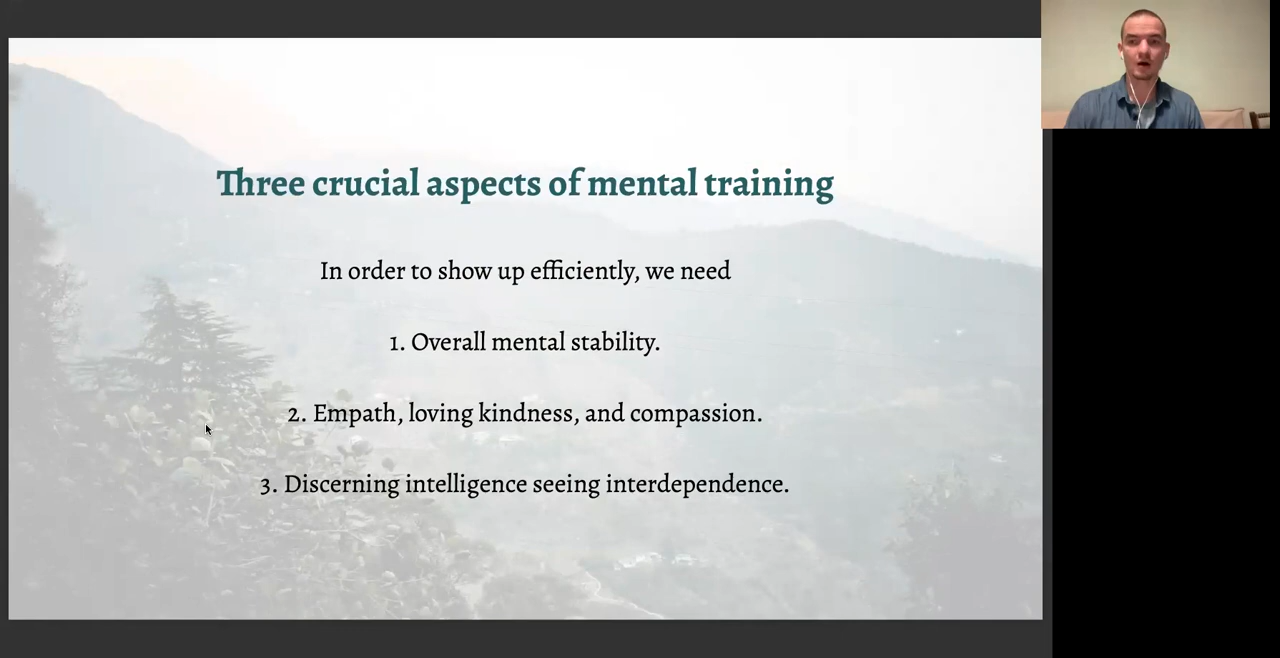 Three crucial aspects of mental training
In order to show up efficiently, we need
1. Overall mental stability.
2. Empath, loving kindness, and compassion.
3. Discerning intelligence seeing interdependence.